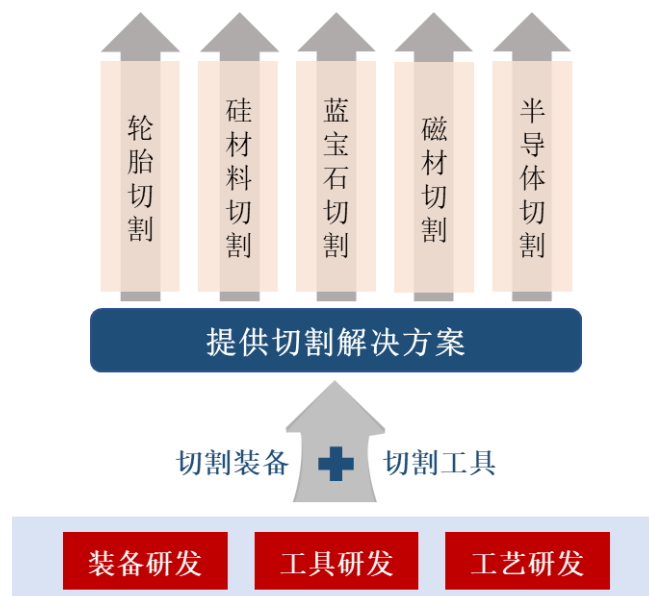 轮胎切割
硅材料切割
蓝宝石切割
磁材切割
半导体切割
提供切割解决方案
切割装备
切割工具
装备研发
工具研发
工艺研发